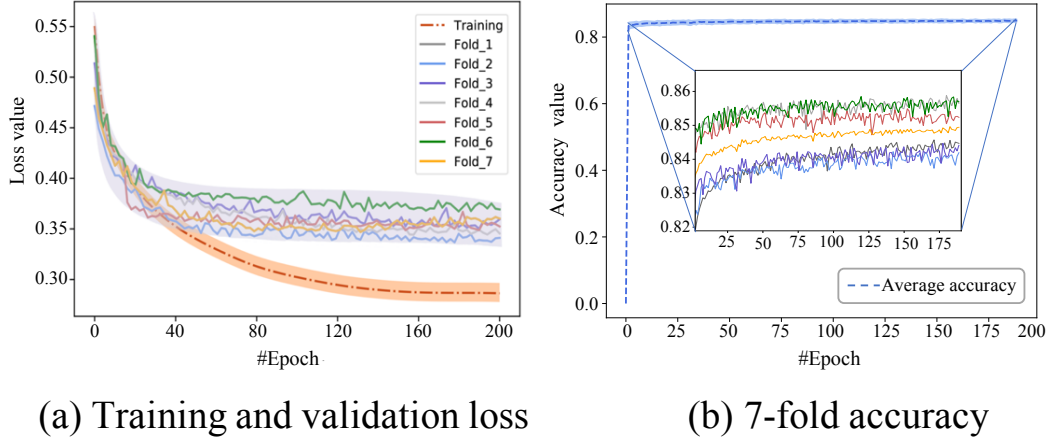 Loss value
0.55
0.50
0.45
0.40
0.35
0.30
0 40 80 120 160 200
#Epoch
Training
Fold_1
Fold_2
Fold_3
Fold_4
Fold_5
Fold_6
Fold_7
(a) Training and validation loss
Accuracy value
0.8
0.6
0.4
0.2
0.0
0 25 50 75 100 125 150 175 200
#Epoch
0.86
0.85
0.84
0.83
0.82
25 50 75 100 125 150 175
Average accuracy
(b) 7-fold accuracy